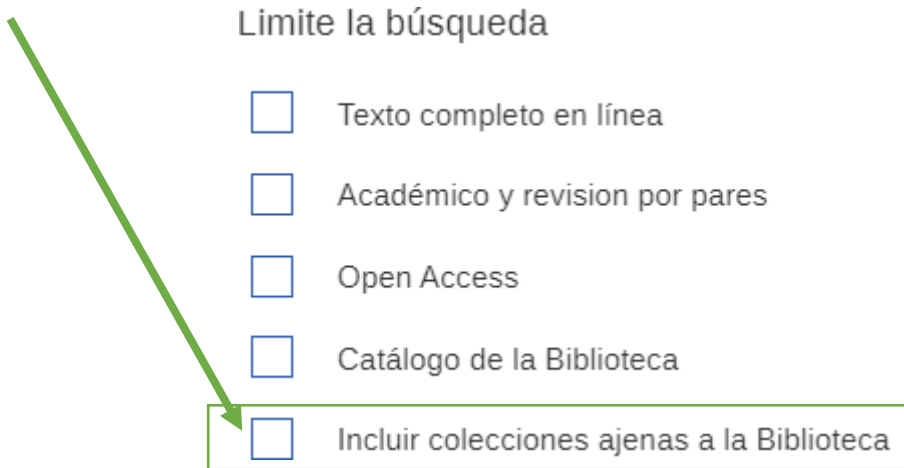 Limite la búsqueda
Texto completo en línea
Académico y revision por pares
Open Access
Catálogo de la Biblioteca
Incluir colecciones ajenas a la Biblioteca